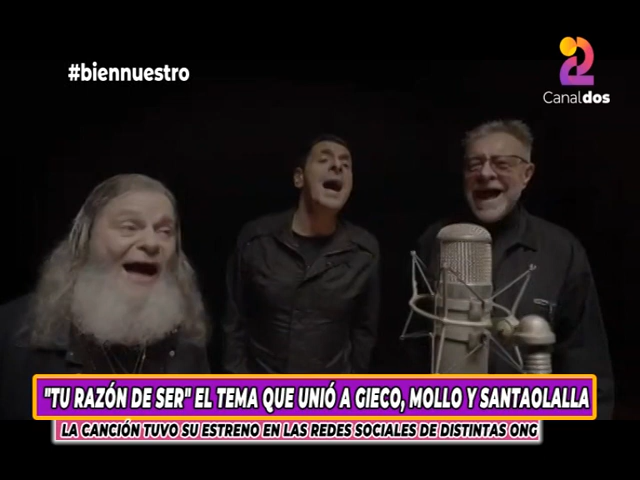 #biennuestro
2
Canaldos
"TU RAZÓN DE SER" EL TEMA QUE UNIÓ A GIECO, MOLLO Y SANTAOLALLA
LA CANCIÓN TUVO SU ESTRENO EN LAS REDES SOCIALES DE DISTINTAS ONG